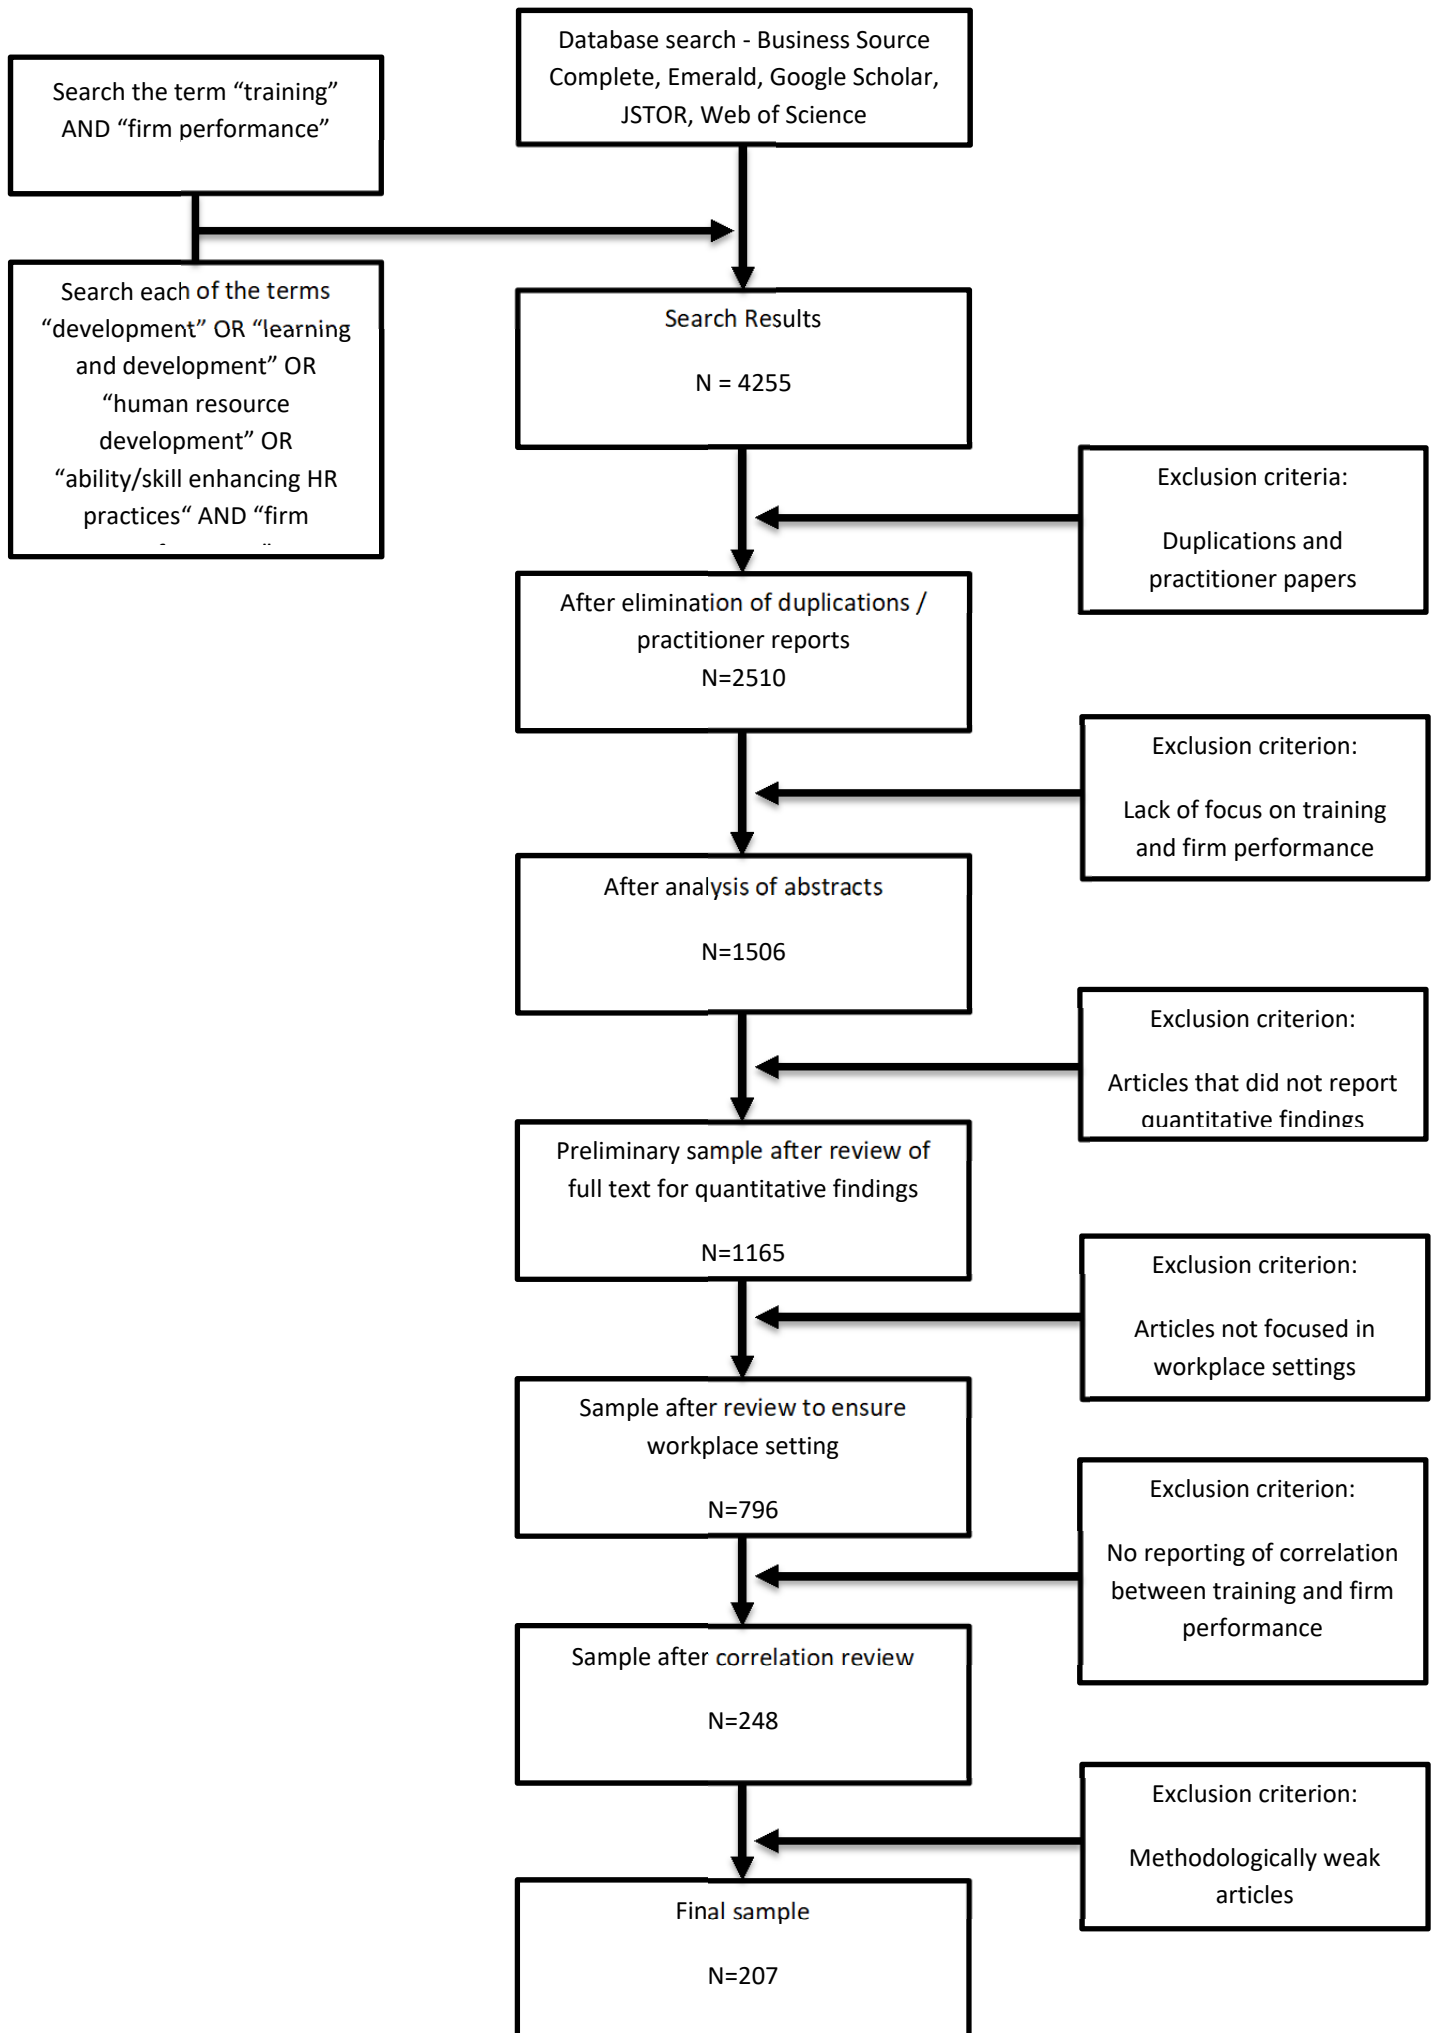 Database search - Business Source
Complete, Emerald, Google Scholar,
JSTOR, Web of Science
Search the term “training”
AND “firm performance”
Search each of the terms
“development” OR “learning
and development” OR
“human resource
development” OR
“ability/skill enhancing HR
practices“ AND “firm
Search Results
N = 4255
Exclusion criteria:
Duplications and
practitioner papers
After elimination of duplications /
practitioner reports
N=2510
Exclusion criterion:
Lack of focus on training
and firm performance
After analysis of abstracts
N=1506
Exclusion criterion:
Articles that did not report
quantitative findings
Preliminary sample after review of
full text for quantitative findings
N=1165
Exclusion criterion:
Articles not focused in
workplace settings
Sample after review to ensure
workplace setting
N=796
Exclusion criterion:
No reporting of correlation
between training and firm
performance
Sample after correlation review
N=248
Exclusion criterion:
Methodologically weak
articles
Final sample
N=207